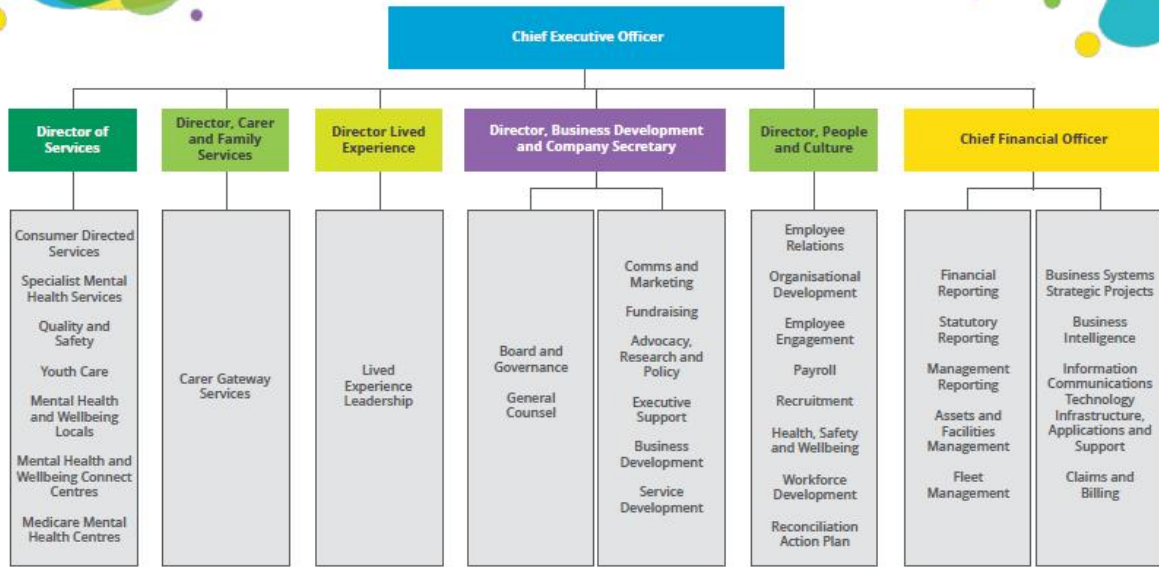 Chief Executive Officer
Director of
Services
Director, Carer
and Family
Services
Director Lived
Experience
Director, Business Development
and Company Secretary
Director, People
and Culture
Chief Financial Officer
Consumer Directed
Services
Specialist Mental
Health Services
Quality and
Safety
Youth Care
Mental Health
and Wellbeing
Locals
Mental Health and
Wellbeing Connect
Centres
Medicare Mental
Health Centres
Carer Gateway
Services
Lived
Experience
Leadership
Board and
Governance
General
Counsel
Comms and
Marketing
Fundraising
Advocacy,
Research and
Policy
Executive
Support
Business
Development
Service
Development
Employee
Relations
Organisational
Development
Employee
Engagement
Payroll
Recruitment
Health, Safety
and Wellbeing
Workforce
Development
Reconciliation
Action Plan
Financial
Reporting
Statutory
Reporting
Management
Reporting
Assets and
Facilities
Management
Fleet
Management
Business Systems
Strategic Projects
Business
Intelligence
Information
Communications
Technology
Infrastructure,
Applications and
Support
Claims and
Billing